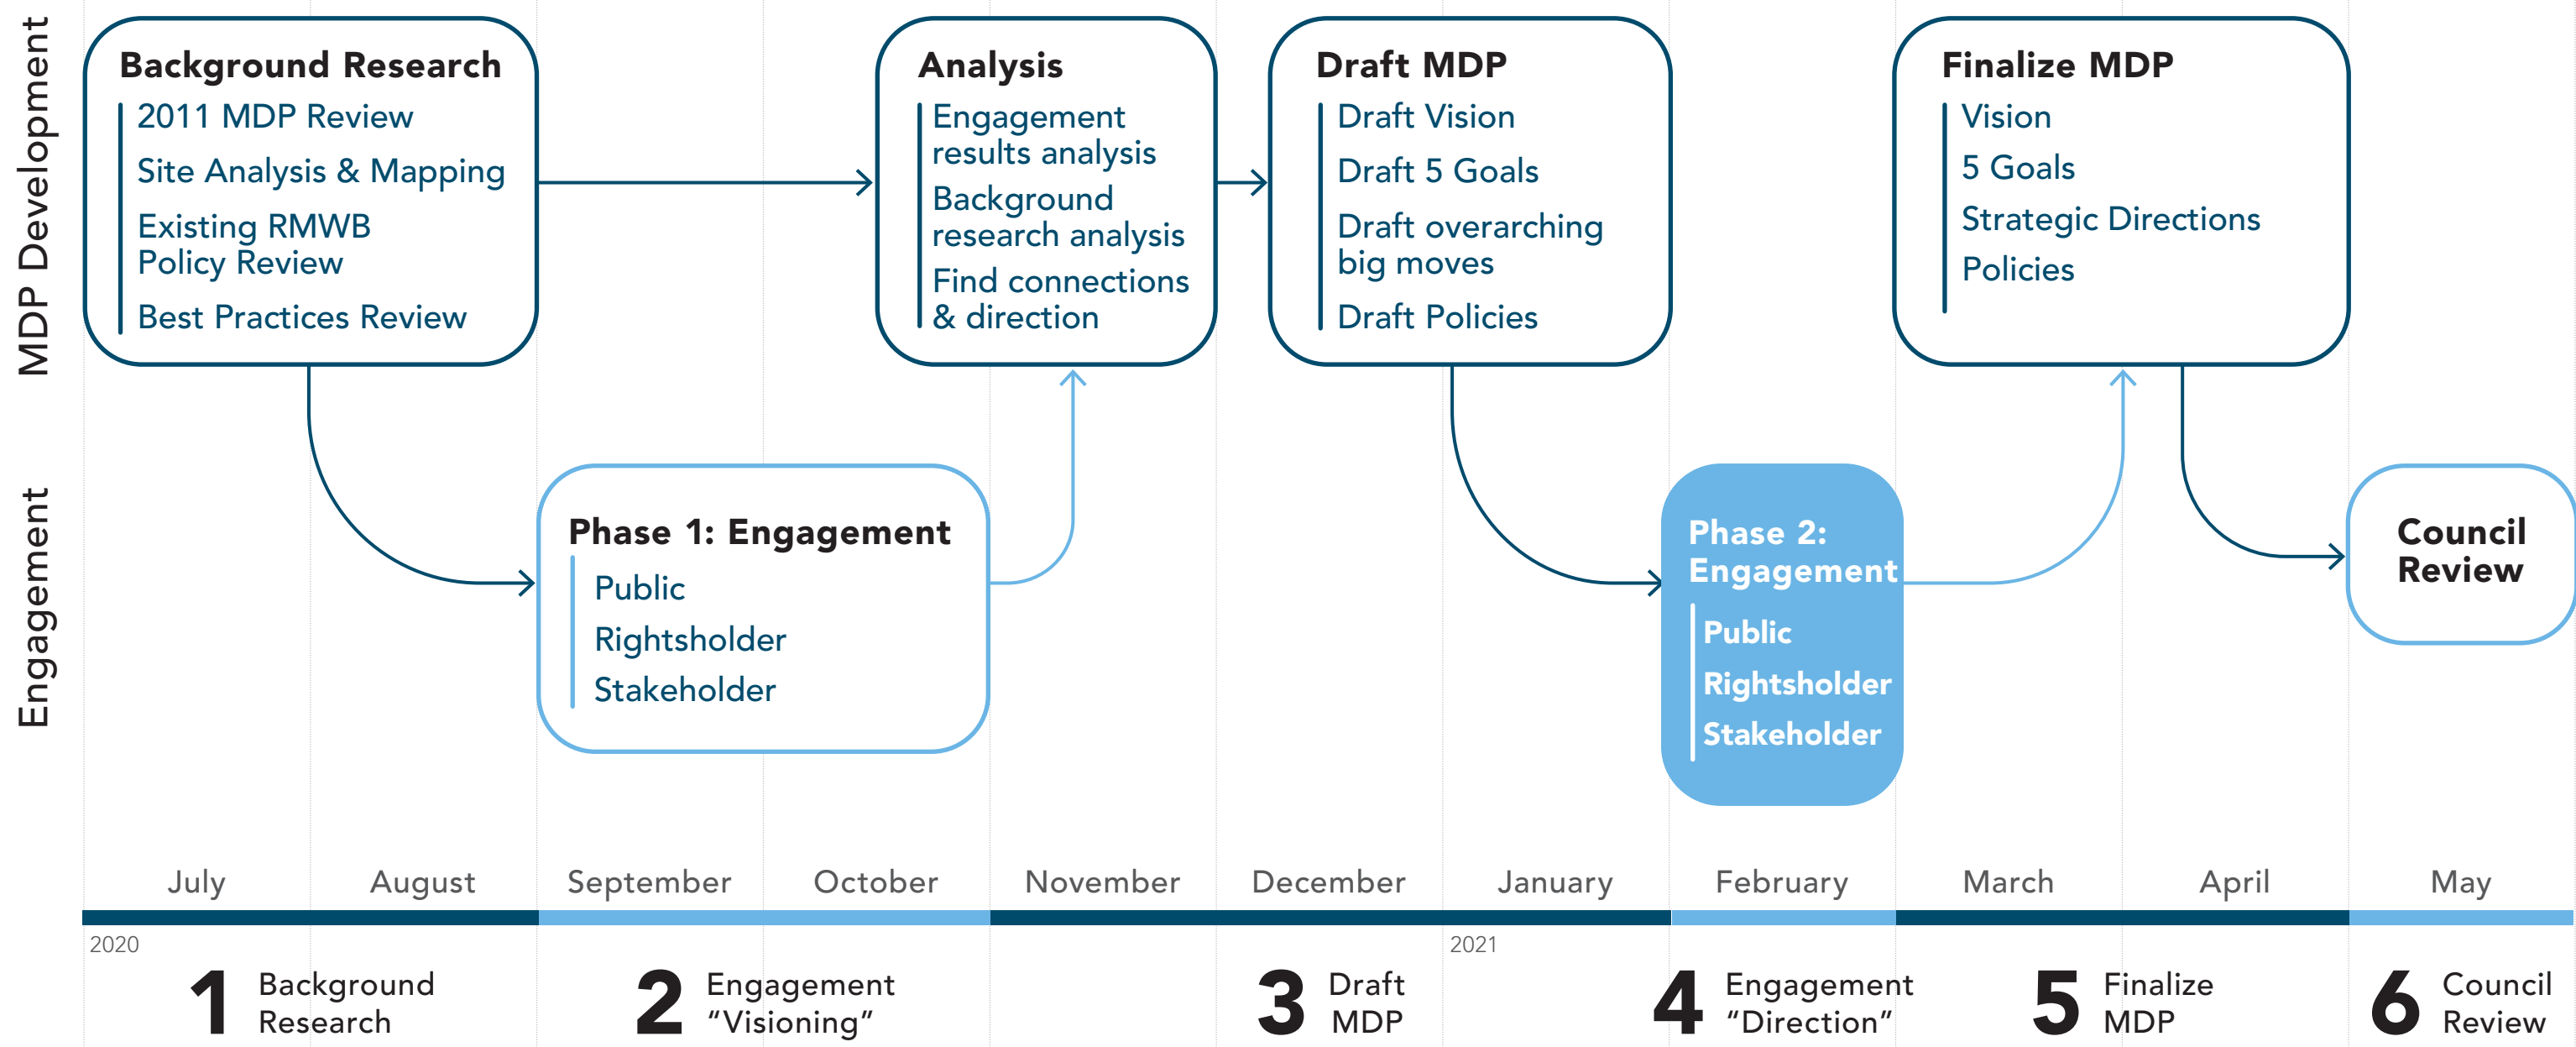 MDP Development
Background Research
2011 MDP Review
Site Analysis & Mapping
Existing RMWB
Policy Review
Best Practices Review
Analysis
Engagement
results analysis
Background
research analysis
Find connections
& direction
Draft MDP
Draft Vision
Draft 5 Goals
Draft overarching
big moves
Draft Policies
Finalize MDP
Vision
5 Goals
Strategic Directions
Policies
Engagement
Phase 1: Engagement
Public
Rightsholder
Stakeholder
Phase 2:
Engagement
Public
Rightsholder
Stakeholder
Council
Review
July
August
September
October
November
December
January
February
March
April
May
2020
2021
1
Background
Research
2
Engagement
“Visioning”
3
Draft
MDP
4
Engagement
“Direction”
5
Finalize
MDP
6
Council
Review